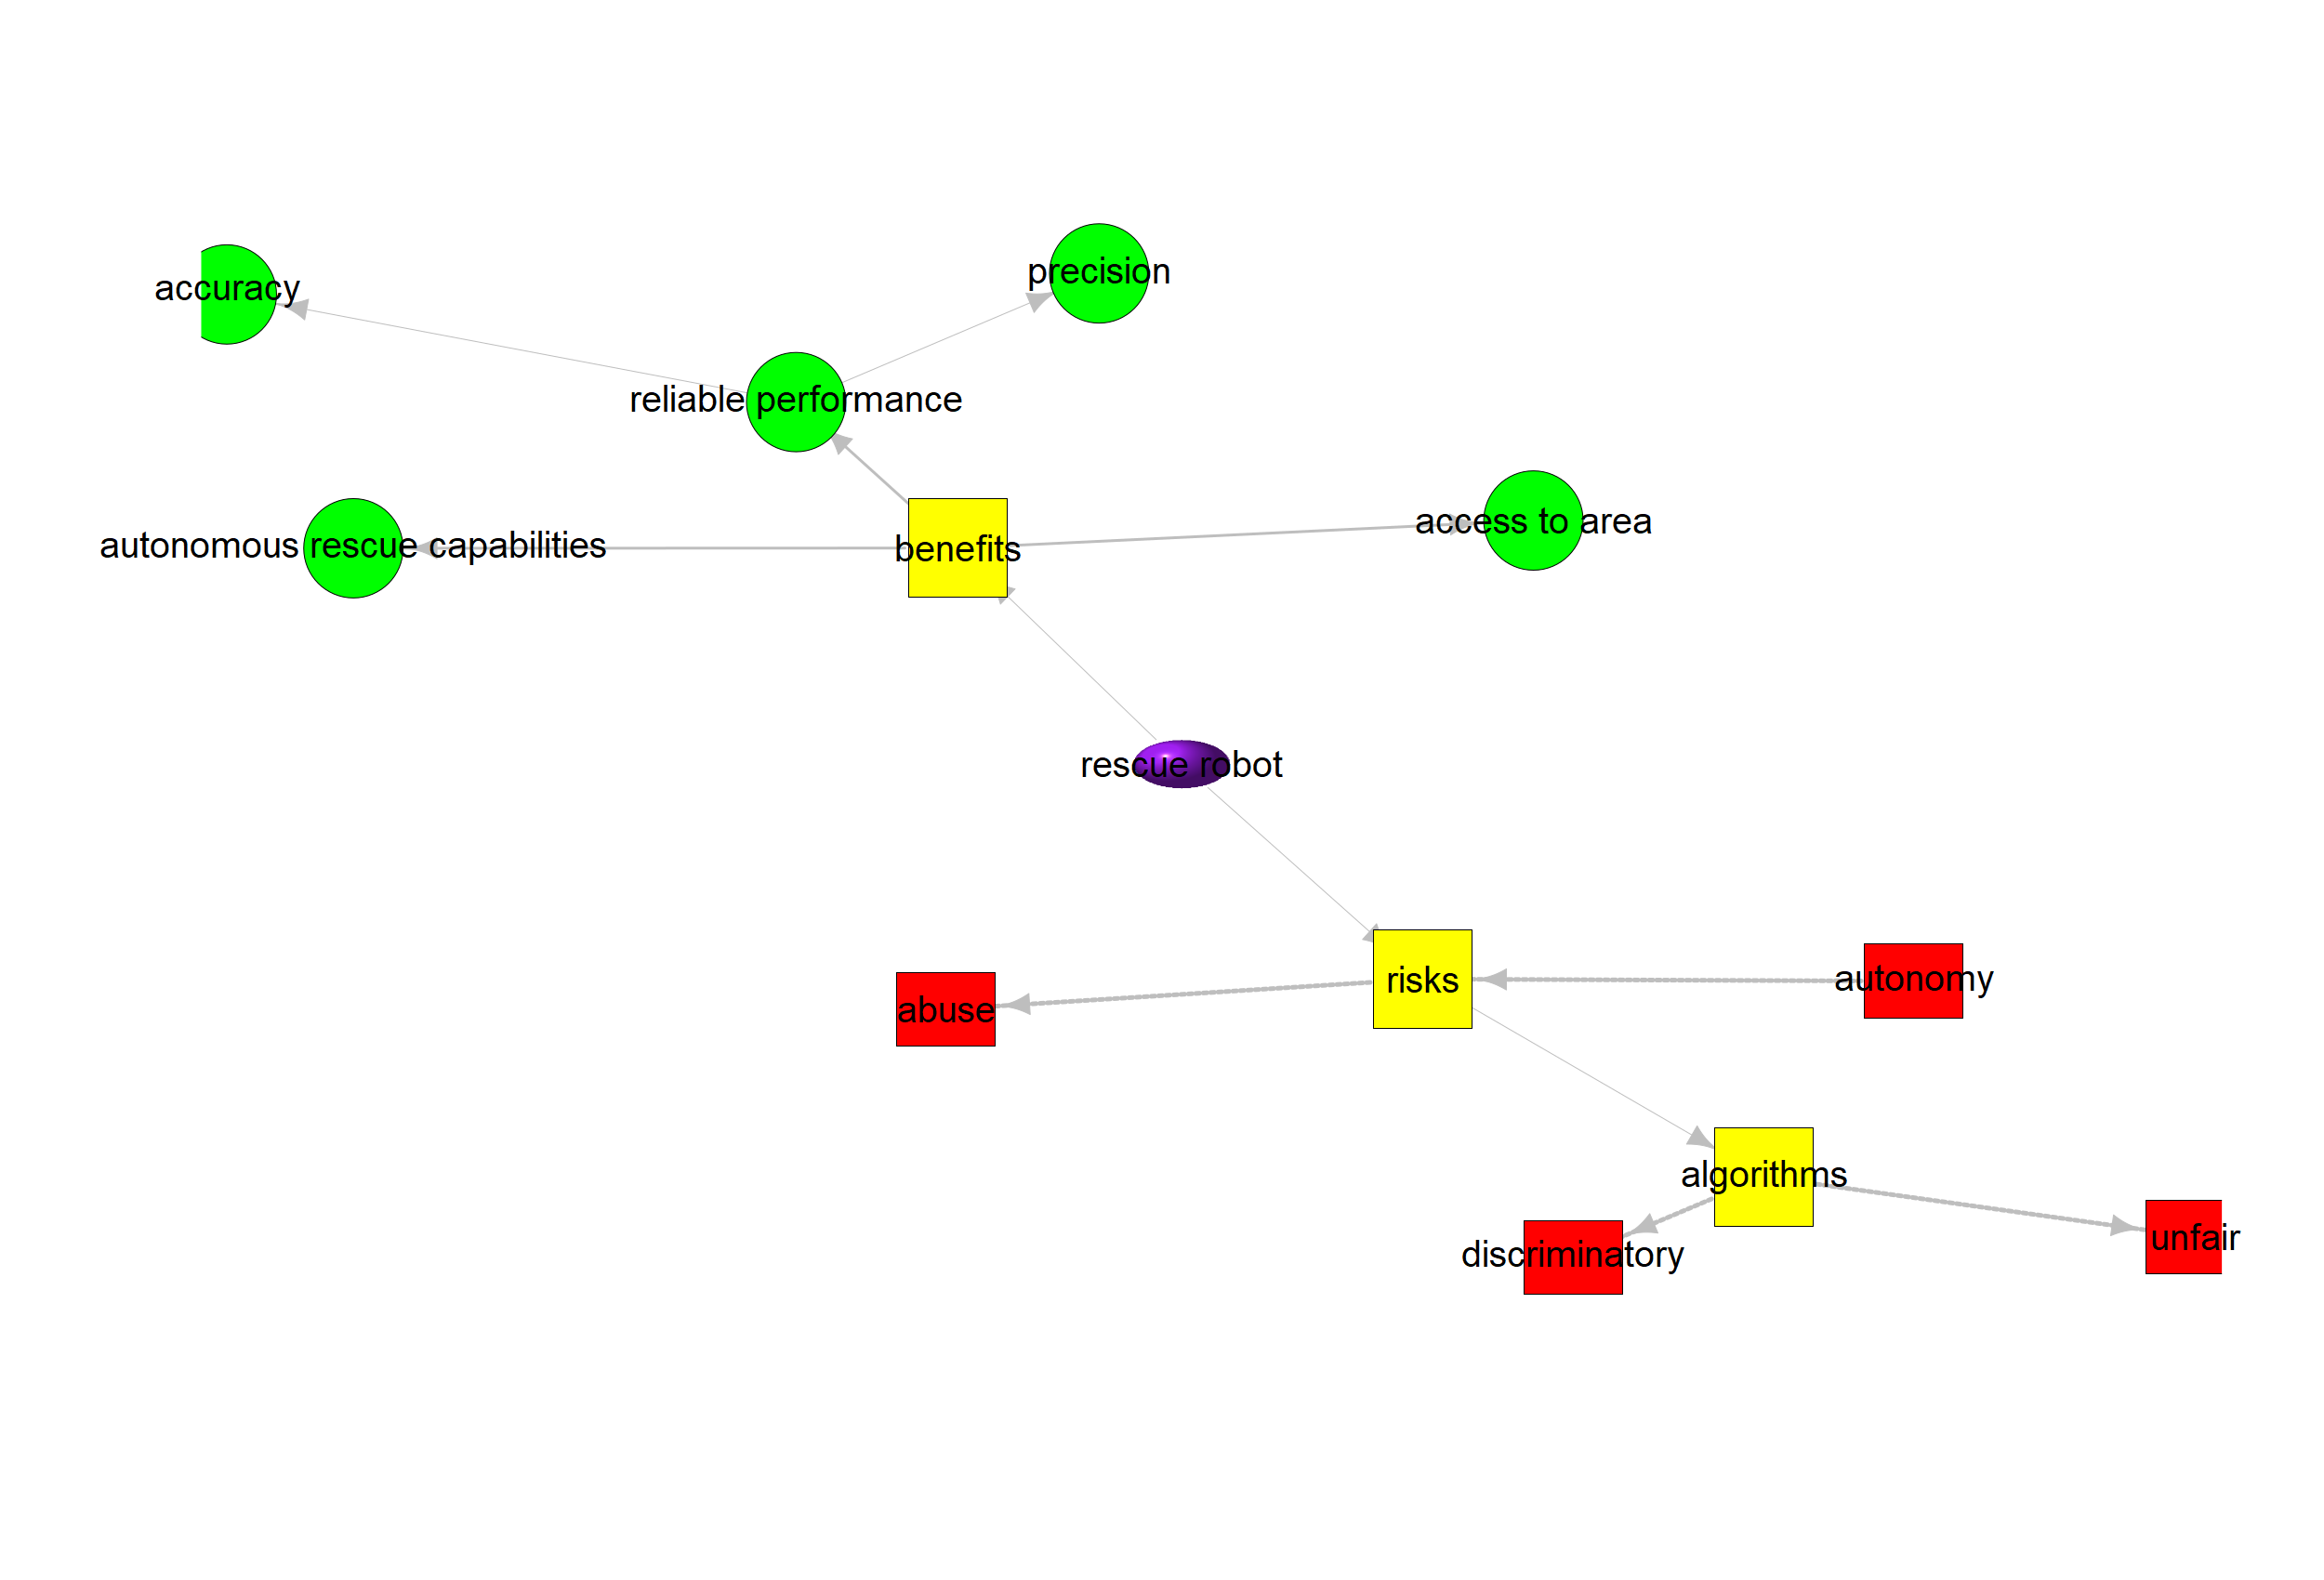 precision
accuracy
reliable performance
access to area
autonomous rescue capabilities
benefits
rescue robot
risks
autonomy
abuse
algorithms
unfair
discriminatory